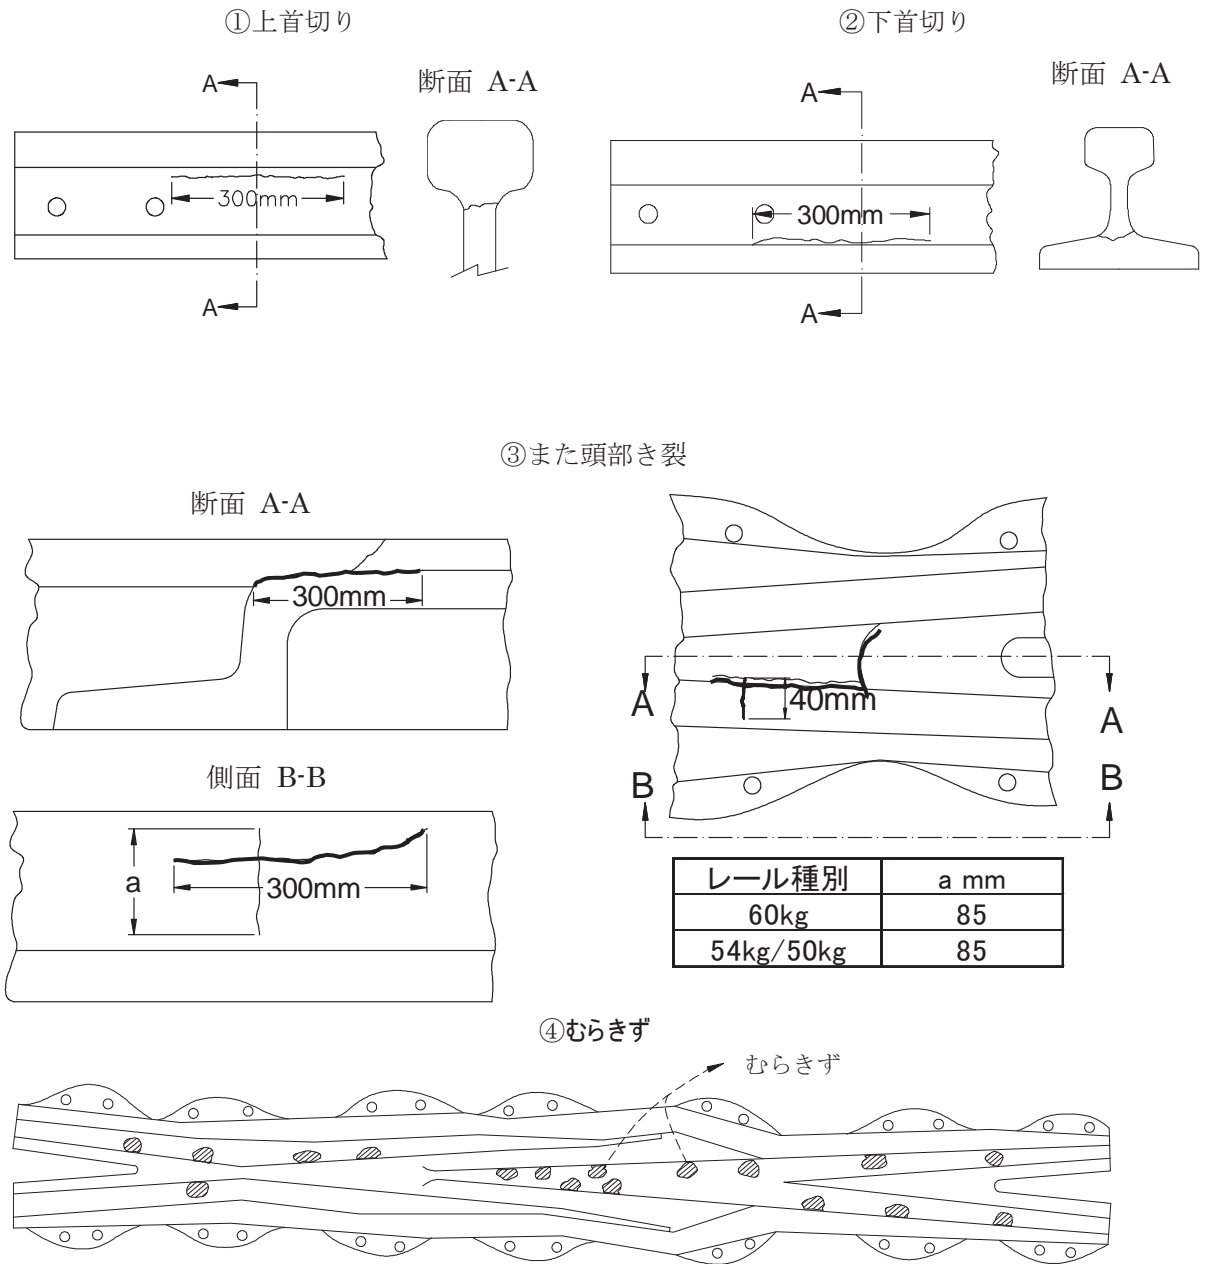 ①上首切り
A
断面 A-A
300mm
A
②下首切り
A
断面 A-A
300mm
A
③また頭部き裂
断面 A-A
300mm
側面 B-B
a
300mm
40mm
A
A
B
B
レール種別 a mm
60kg 85
54kg/50kg 85
④むらきず
むらきず